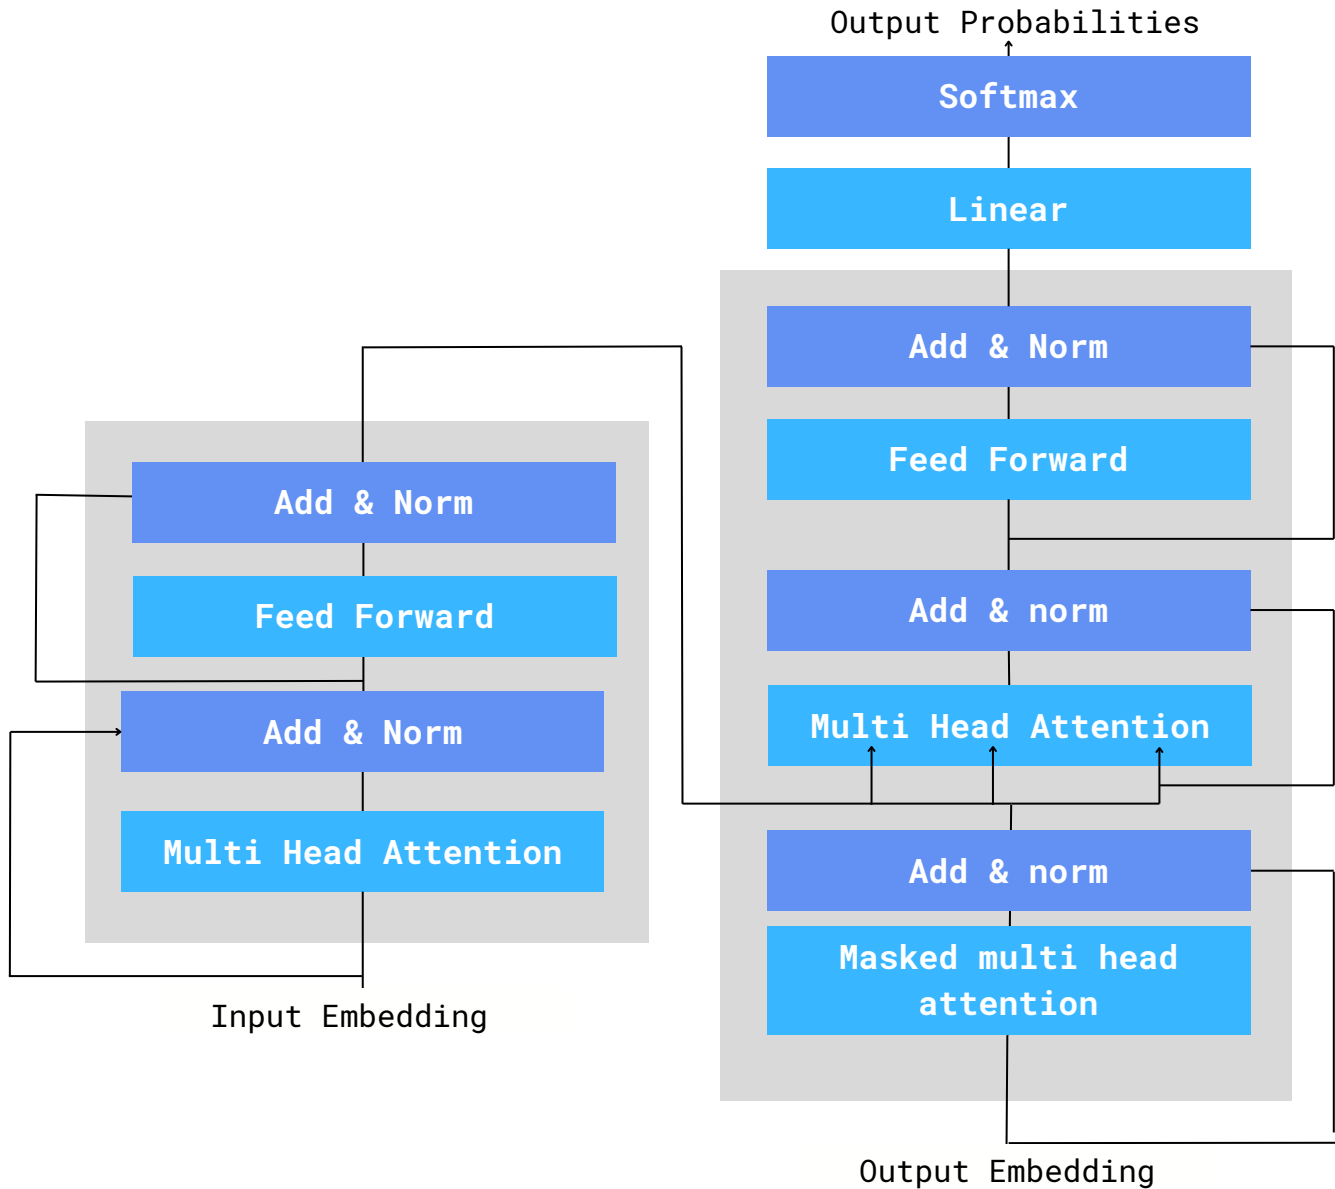 Output Probabilities
Softmax
Linear
Add & Norm
Feed Forward
Add & norm
Multi Head Attention
Add & norm
Masked multi head
attention
Output Embedding
Add & Norm
Feed Forward
Add & Norm
Multi Head Attention
Input Embedding